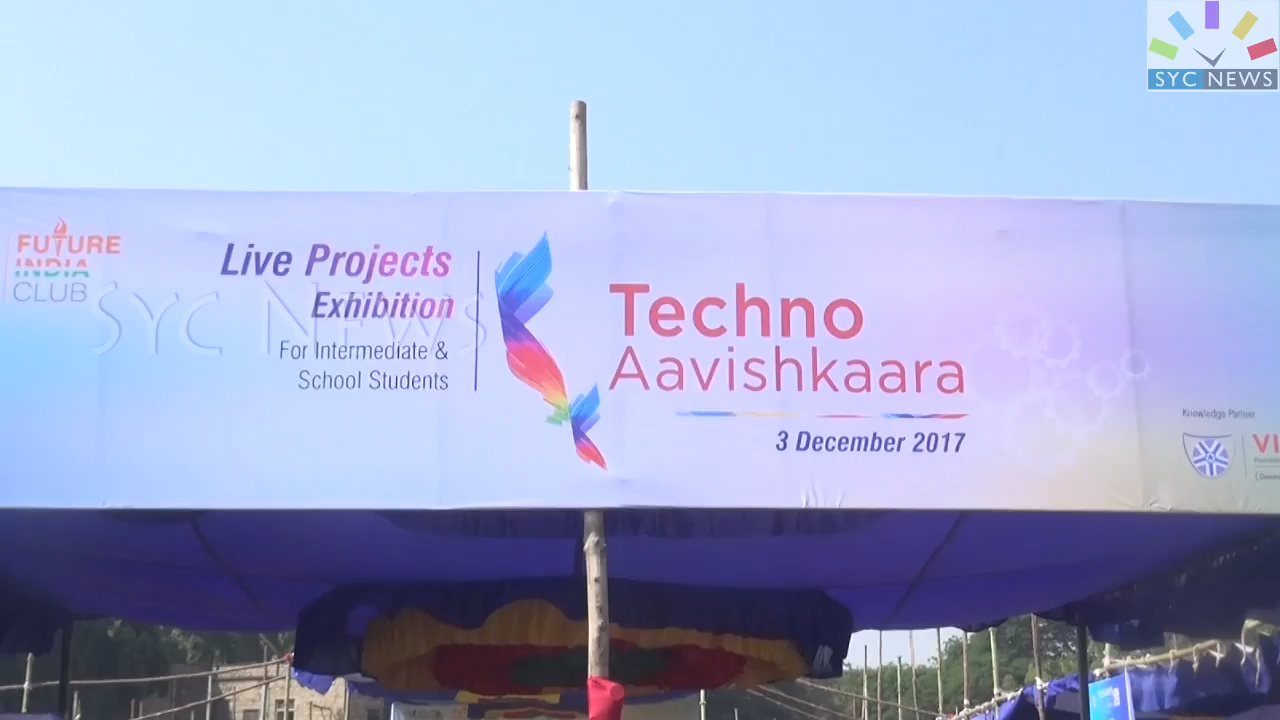 SYC NEWS
FUTURE
INDIA
CLUB
Live Projects
Exhibition
For Intermediate &
School Students
SYC NEWS
Techno
Aavishkaara
3 December 2017
Knowledge Partner